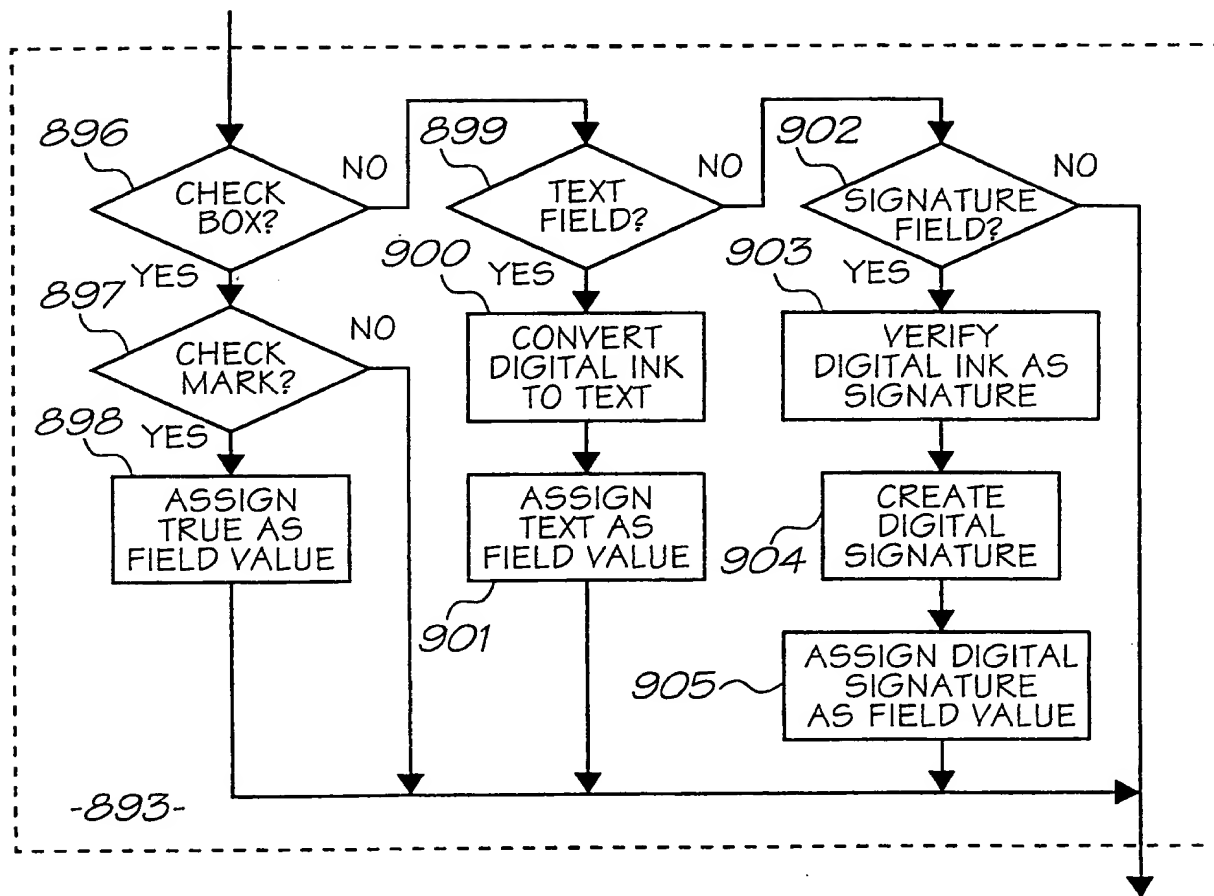 896
CHECK
BOX?
NO
YES
897
CHECK
MARK?
NO
YES
898
ASSIGN
TRUE AS
FIELD VALUE
899
TEXT
FIELD?
NO
YES
900
CONVERT
DIGITAL INK
TO TEXT
ASSIGN
TEXT AS
FIELD VALUE
901
902
SIGNATURE
FIELD?
NO
YES
903
VERIFY
DIGITAL INK AS
SIGNATURE
CREATE
DIGITAL
SIGNATURE
904
ASSIGN DIGITAL
SIGNATURE
AS FIELD VALUE
905
-893-